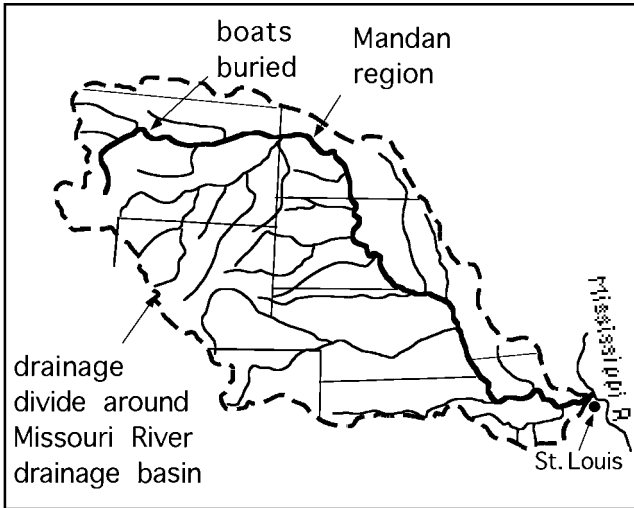 boats
buried
Mandan
region
Mississippi R
drainage
divide around
Missouri River
drainage basin
St. Louis